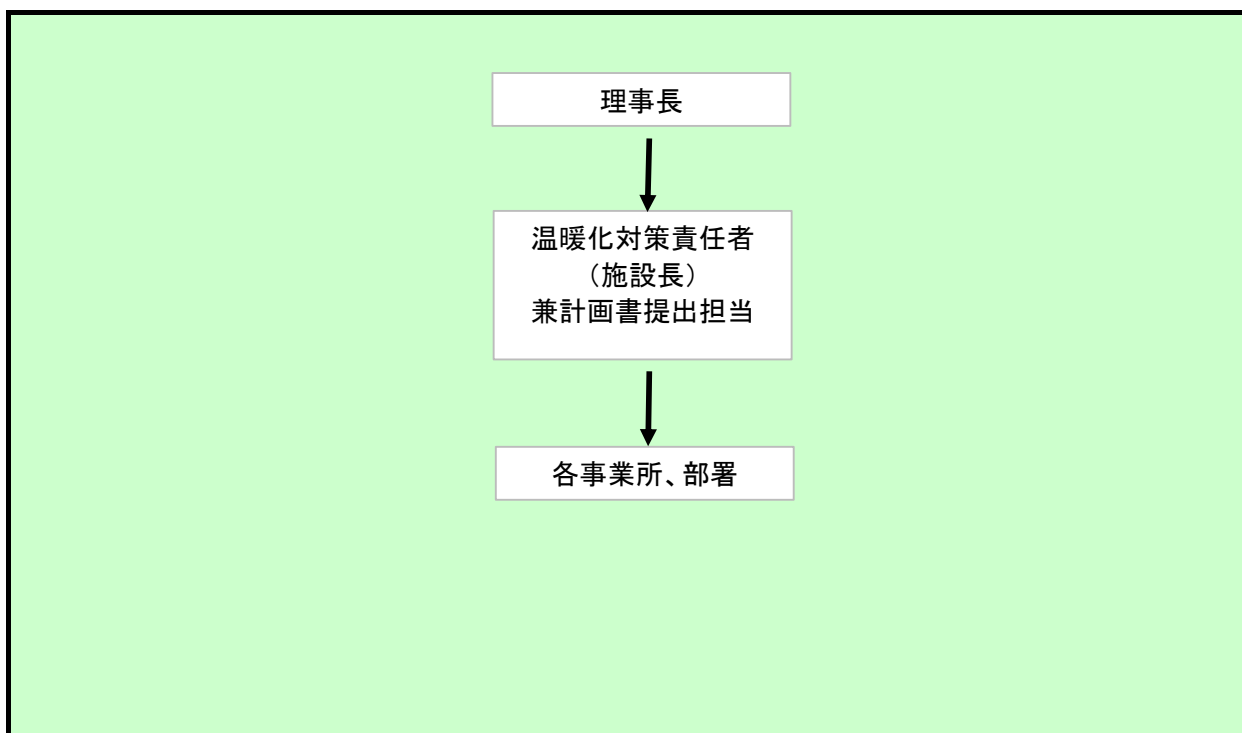 理事長
温暖化対策責任者
（施設長）
兼計画書提出担当
各事業所、部署